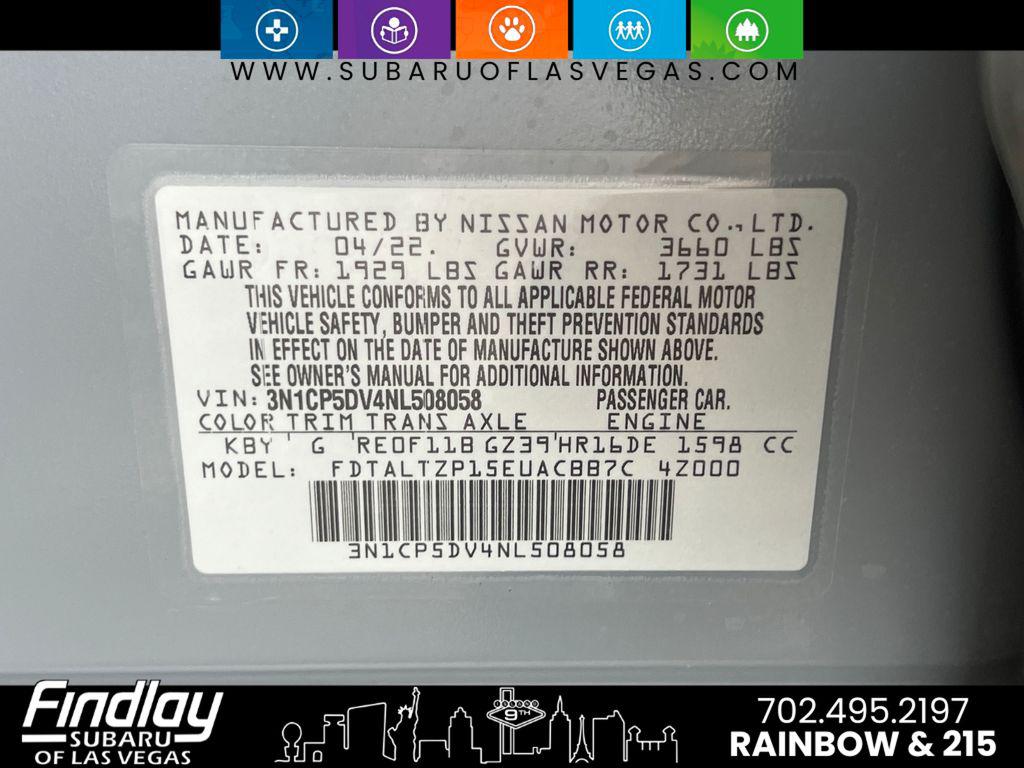 WWW.SUBARUOFLASVEGAS.COM
MANUFACTURED BY NISSAN MOTOR CO.,LTD.
DATE: 04/22. GVWR: 3660 LBS
GAWR FR: 1929 LBS GAWR RR: 1731 LBS
THIS VEHICLE CONFORMS TO ALL APPLICABLE FEDERAL MOTOR
VEHICLE SAFETY, BUMPER AND THEFT PREVENTION STANDARDS
IN EFFECT ON THE DATE OF MANUFACTURE SHOWN ABOVE.
SEE OWNER'S MANUAL FOR ADDITIONAL INFORMATION.
VIN: 3N1CP5DV4NL508058 PASSENGER CAR.
COLOR TRIM TRANS AXLE ENGINE
KBY ' G 'RE0F11B GZ39'HR16DE 1598 CC
MODEL: FDTALTZP15EUACBB7C 4Z000
3N1CP5DV4NL508058
Findlay
SUBARU
OF LAS VEGAS
9TH
702.495.2197
RAINBOW & 215